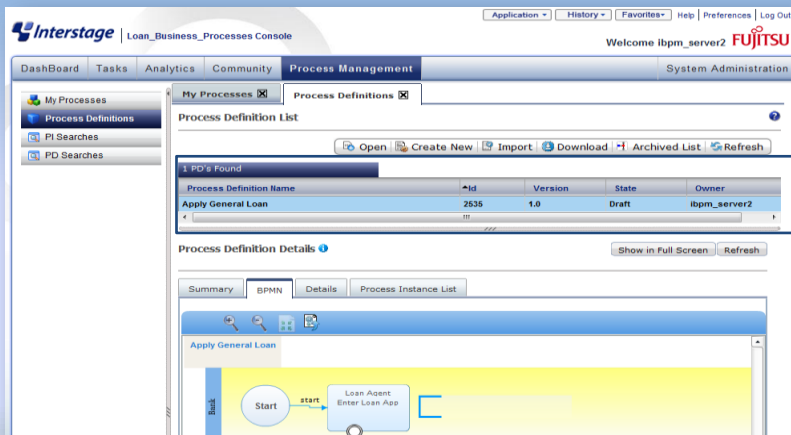 Application History Favorites Help Preferences Log Out
Interstage Loan_Business_Processes Console
Welcome ibpm_server2 FUJITSU
DashBoard Tasks Analytics Community Process Management System Administration
My Processes
Process Definitions
PI Searches
PD Searches
My Processes Process Definitions
Process Definition List
Open Create New Import Download Archived List Refresh
1 PD's Found
Process Definition Name Id Version State Owner
Apply General Loan 2535 1.0 Draft ibpm_server2
Process Definition Details
Show in Full Screen Refresh
Summary BPMN Details Process Instance List
Apply General Loan
Bank
Start
start
Loan Agent
Enter Loan App